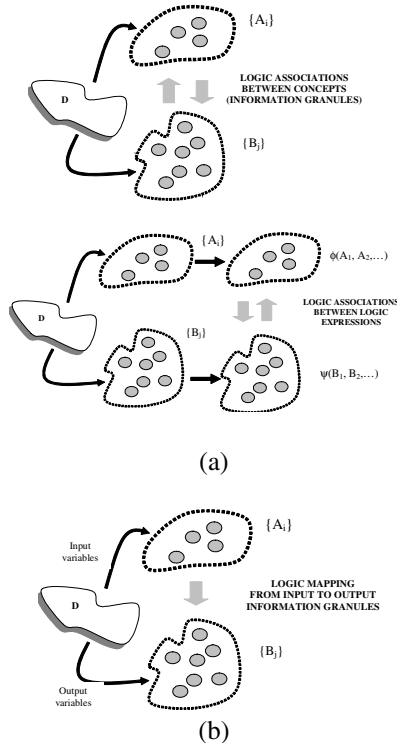 {Aᵢ}
D
LOGIC ASSOCIATIONS
BETWEEN CONCEPTS
(INFORMATION GRANULES)
{Bⱼ}
{Aᵢ}
ϕ(A₁, A₂,…)
D
LOGIC ASSOCIATIONS
BETWEEN LOGIC
EXPRESSIONS
{Bⱼ}
ψ(B₁, B₂,…)
(a)
{Aᵢ}
Input
variables
D
LOGIC MAPPING
FROM INPUT TO OUTPUT
INFORMATION GRANULES
{Bⱼ}
Output
variables
(b)